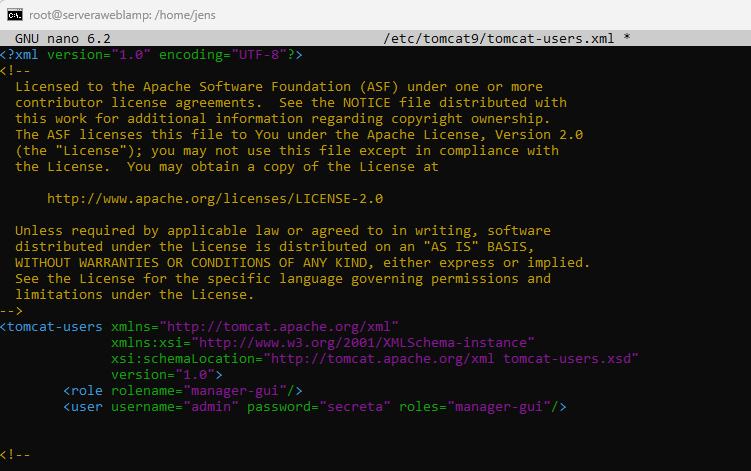 root@serveraweblamp: /home/jens
GNU nano 6.2 /etc/tomcat9/tomcat-users.xml *
<?xml version="1.0" encoding="UTF-8"?>
<!--
Licensed to the Apache Software Foundation (ASF) under one or more
contributor license agreements.  See the NOTICE file distributed with
this work for additional information regarding copyright ownership.
The ASF licenses this file to You under the Apache License, Version 2.0
(the "License"); you may not use this file except in compliance with
the License.  You may obtain a copy of the License at
http://www.apache.org/licenses/LICENSE-2.0
Unless required by applicable law or agreed to in writing, software
distributed under the License is distributed on an "AS IS" BASIS,
WITHOUT WARRANTIES OR CONDITIONS OF ANY KIND, either express or implied.
See the License for the specific language governing permissions and
limitations under the License.
-->
<tomcat-users xmlns="http://tomcat.apache.org/xml"
xmlns:xsi="http://www.w3.org/2001/XMLSchema-instance"
xsi:schemaLocation="http://tomcat.apache.org/xml tomcat-users.xsd"
version="1.0">
<role rolename="manager-gui"/>
<user username="admin" password="secreta" roles="manager-gui"/>
<!--